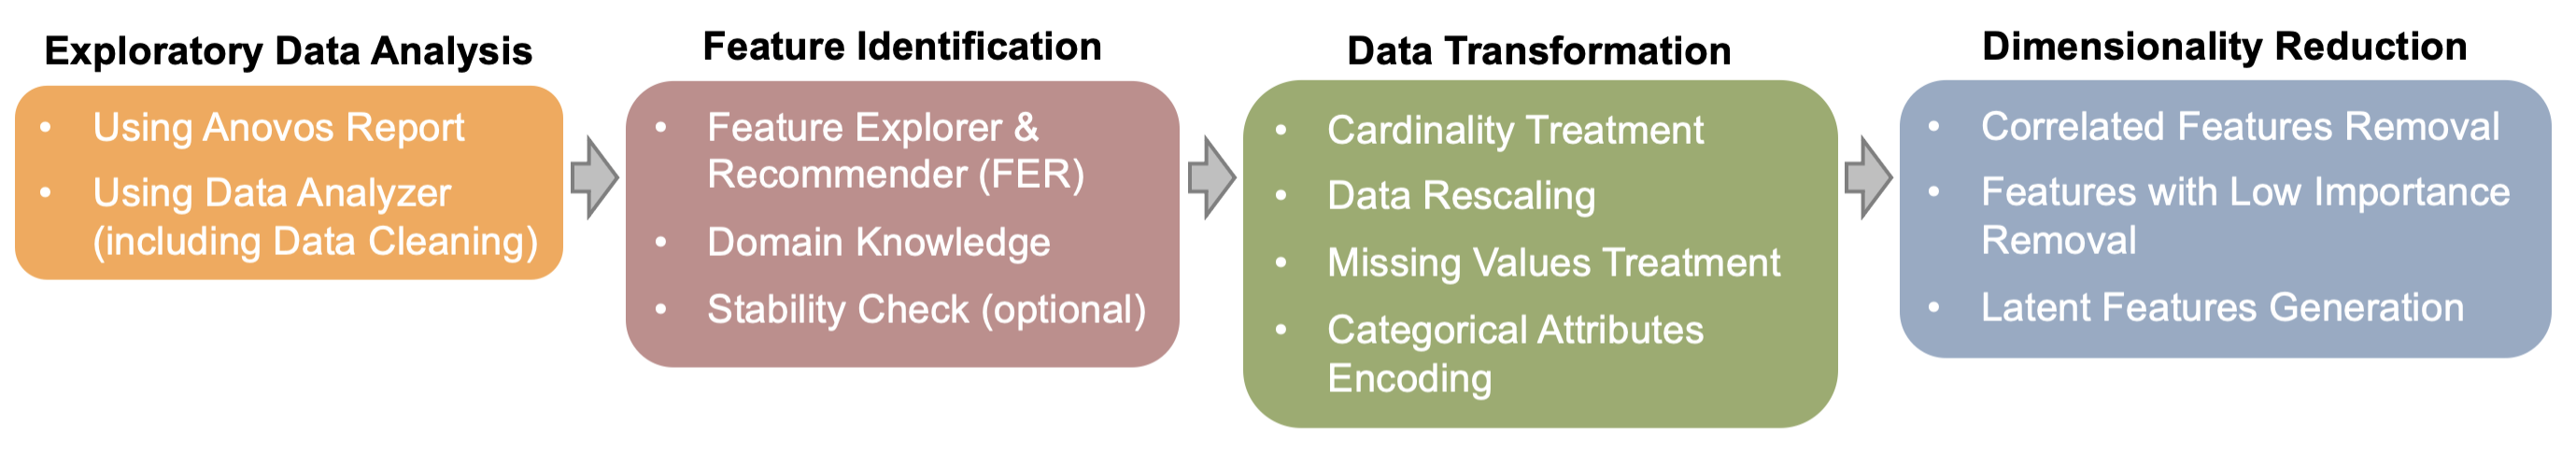 Exploratory Data Analysis
• Using Anovos Report
• Using Data Analyzer
(including Data Cleaning)
Feature Identification
• Feature Explorer &
Recommender (FER)
• Domain Knowledge
• Stability Check (optional)
Data Transformation
• Cardinality Treatment
• Data Rescaling
• Missing Values Treatment
• Categorical Attributes
Encoding
Dimensionality Reduction
• Correlated Features Removal
• Features with Low Importance
Removal
• Latent Features Generation